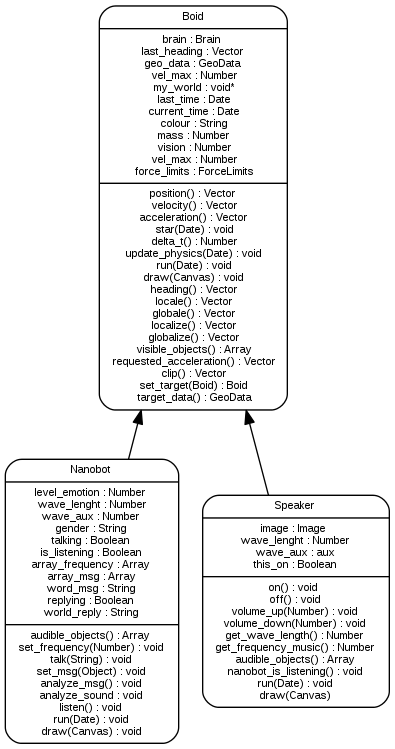 Boid
brain : Brain
last_heading : Vector
geo_data : GeoData
vel_max : Number
my_world : void*
last_time : Date
current_time : Date
colour : String
mass : Number
vision : Number
vel_max : Number
force_limits : ForceLimits
position() : Vector
velocity() : Vector
acceleration() : Vector
star(Date) : void
delta_t() : Number
update_physics(Date) : void
run(Date) : void
draw(Canvas) : void
heading() : Vector
locale() : Vector
globale() : Vector
localize() : Vector
globalize() : Vector
visible_objects() : Array
requested_acceleration() : Vector
clip() : Vector
set_target(Boid) : Boid
target_data() : GeoData
Nanobot
level_emotion : Number
wave_lenght : Number
wave_aux : Number
gender : String
talking : Boolean
is_listening : Boolean
array_frequency : Array
array_msg : Array
word_msg : String
replying : Boolean
world_reply : String
audible_objects() : Array
set_frequency(Number) : void
talk(String) : void
set_msg(Object) : void
analyze_msg() : void
analyze_sound : void
listen() : void
run(Date) : void
draw(Canvas) : void
Speaker
image : Image
wave_lenght : Number
wave_aux : aux
this_on : Boolean
on() : void
off() : void
volume_up(Number) : void
volume_down(Number) : void
get_wave_length() : Number
get_frequency_music() : Number
audible_objects() : Array
nanobot_is_listening() : void
run(Date) : void
draw(Canvas)